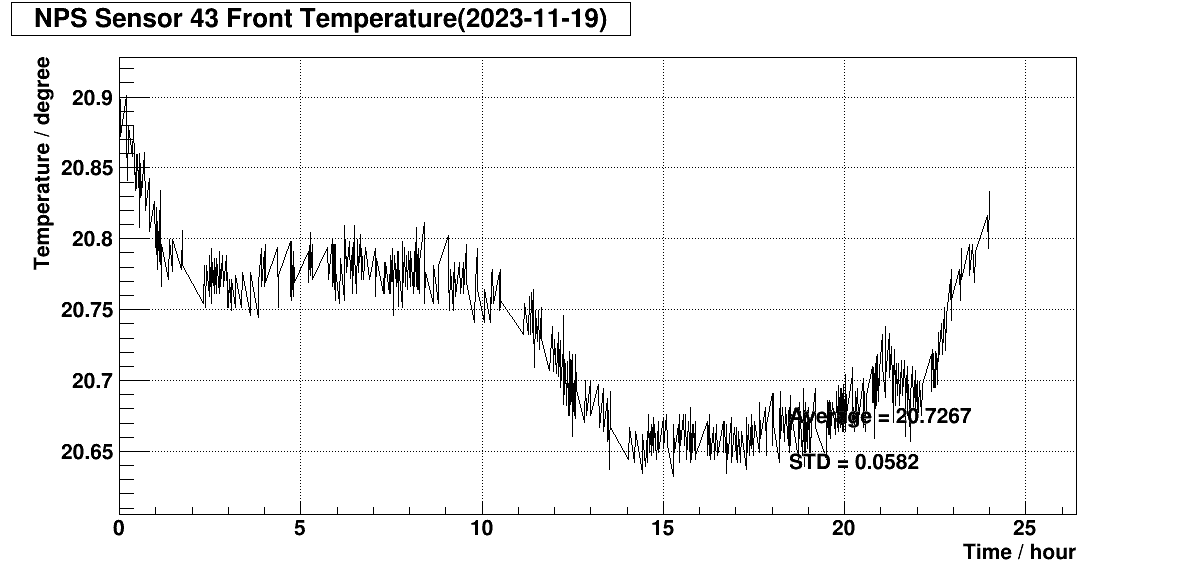 NPS Sensor 43 Front Temperature(2023-11-19)
Temperature / degree
20.9
20.85
20.8
20.75
20.7
20.65
Average = 20.7267
STD = 0.0582
0 5 10 15 20 25
Time / hour